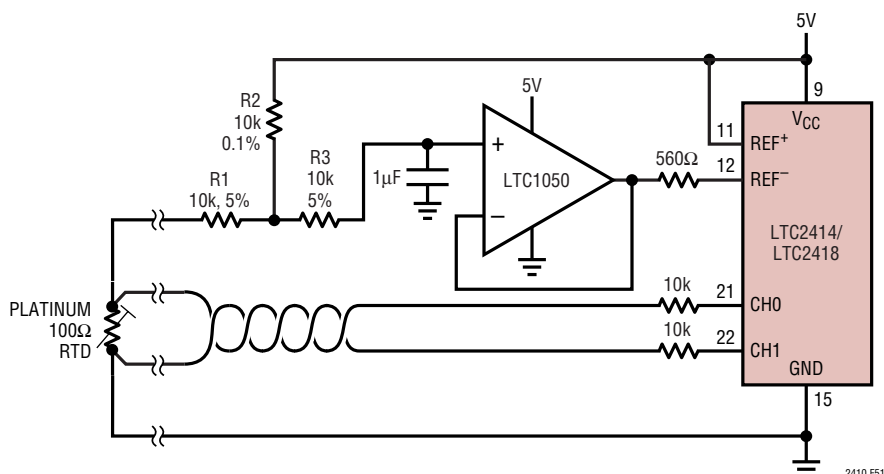 5V
R2
10k
0.1%
5V
9
VCC
11
REF+
R3
10k
5%
1µF
+
LTC1050
560Ω
12
REF−
R1
10k, 5%
−
LTC2414/
LTC2418
PLATINUM
100Ω
RTD
10k
21
CH0
10k
22
CH1
GND
15
2410 F51